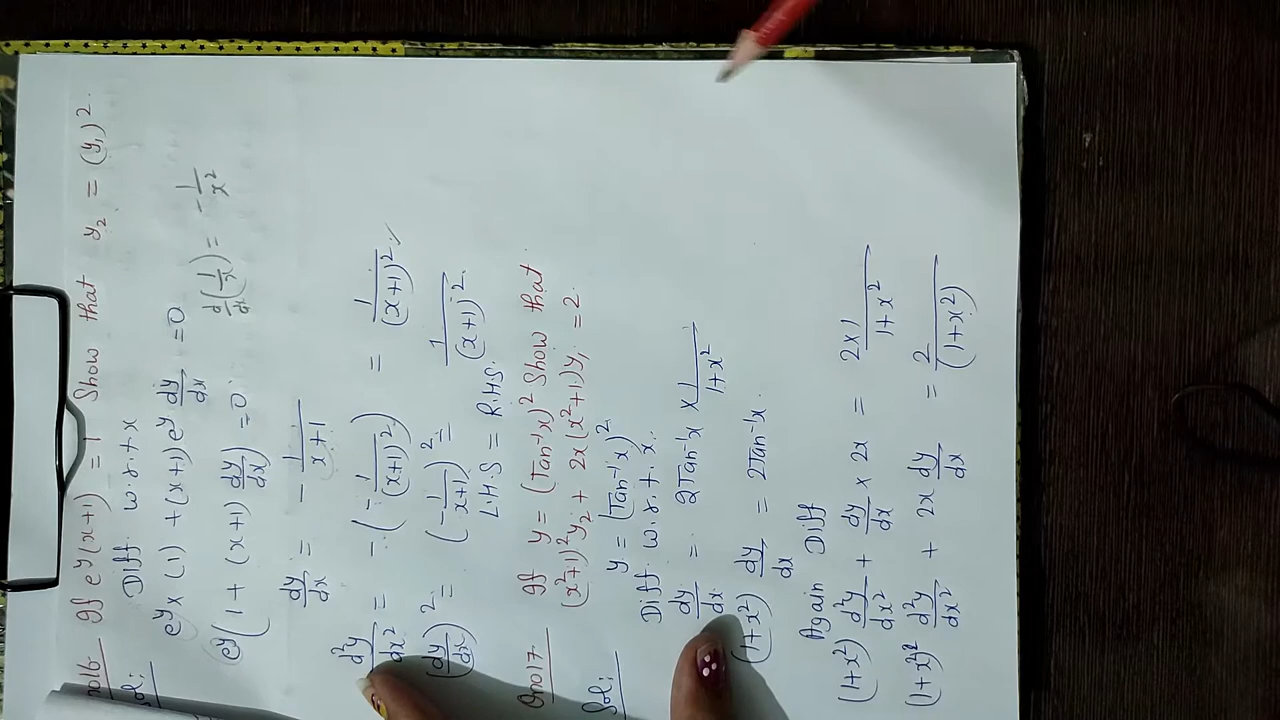 no16 If e^y(x+1) = 1 Show that y₂ = (y₁)².
Sol: Diff w.r.t x
e^y × (1) + (x+1) e^y dy/dx = 0
e^y (1 + (x+1) dy/dx) = 0. d/dx (1/x) = -1/x²
dy/dx = - 1/(x+1)
d²y/dx² = - (- 1/(x+1)²) = 1/(x+1)²
(dy/dx)² = (- 1/(x+1))² = 1/(x+1)².
L.H.S = R.H.S.
Qno17 If y = (Tan⁻¹x)² Show that
(x²+1)² y₂ + 2x(x²+1) y₁ = 2
Sol: y = (Tan⁻¹x)²
Diff w.r.t. x.
dy/dx = 2Tan⁻¹x × 1/(1+x²)
(1+x²) dy/dx = 2Tan⁻¹x.
Again Diff
(1+x²) d²y/dx² + dy/dx × 2x = 2×1/(1+x²)
(1+x²)² d²y/dx² + 2x dy/dx = 2/(1+x²)